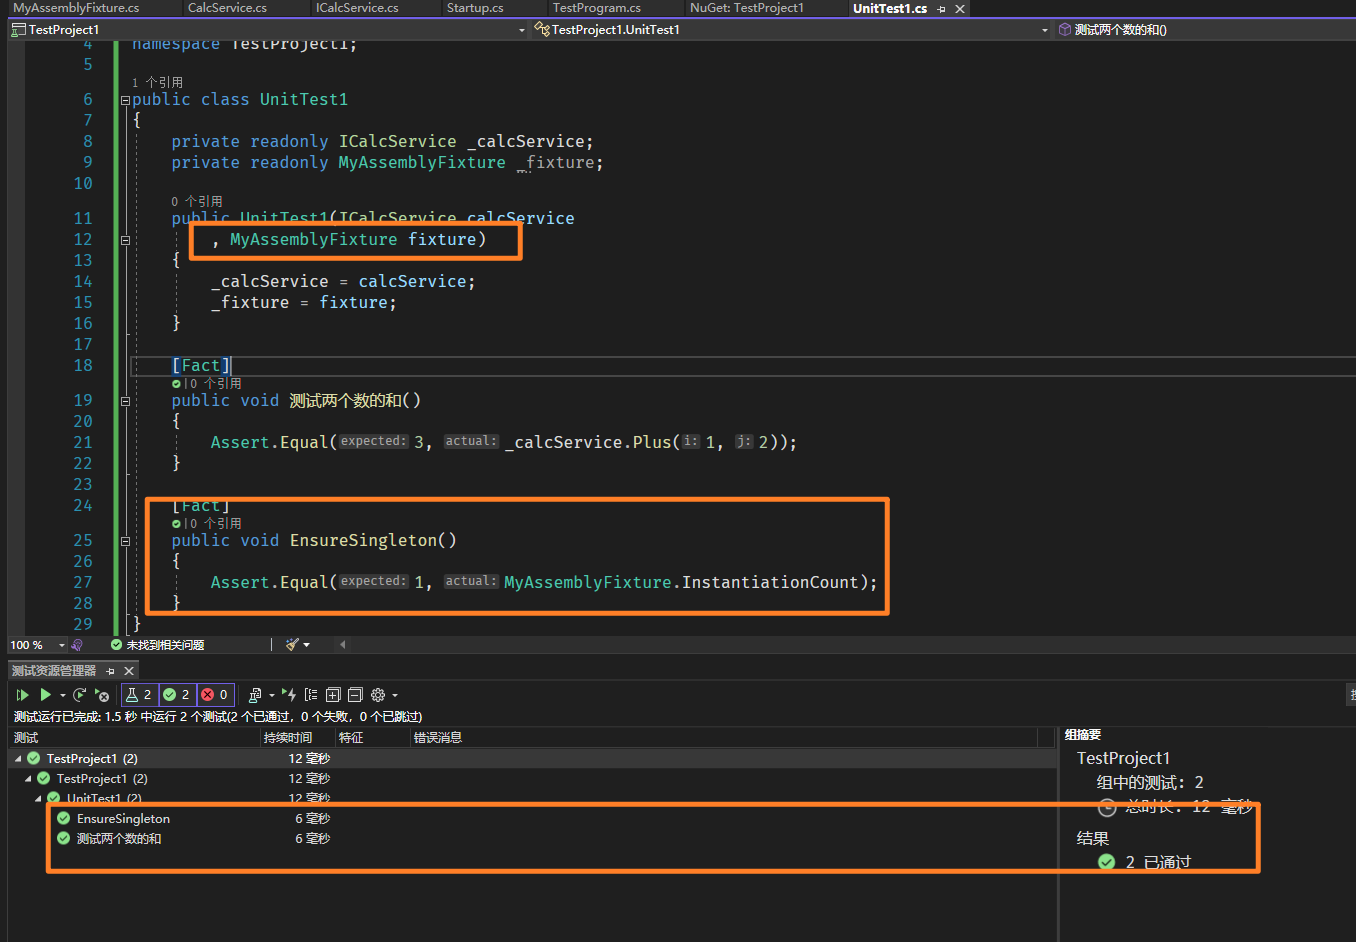 MyAssemblyFixture.cs CalcService.cs ICalcService.cs Startup.cs TestProgram.cs NuGet: TestProject1 UnitTest1.cs
TestProject1 TestProject1.UnitTest1 测试两个数的和()
4 namespace TestProject1;
5
1 个引用
6 public class UnitTest1
7 {
8 private readonly ICalcService _calcService;
9 private readonly MyAssemblyFixture _fixture;
10
0 个引用
11 public UnitTest1(ICalcService calcService
12 , MyAssemblyFixture fixture)
13 {
14 _calcService = calcService;
15 _fixture = fixture;
16 }
17
18 [Fact]
|0 个引用
19 public void 测试两个数的和()
20 {
21 Assert.Equal(expected: 3, actual: _calcService.Plus(i: 1, j: 2));
22 }
23
24 [Fact]
|0 个引用
25 public void EnsureSingleton()
26 {
27 Assert.Equal(expected: 1, actual: MyAssemblyFixture.InstantiationCount);
28 }
29 }
100 % 未找到相关问题
测试资源管理器
2 2 0
测试运行已完成: 1.5 秒 中运行 2 个测试(2 个已通过, 0 个失败, 0 个已跳过)
测试 持续时间 特征 错误消息
TestProject1 (2) 12 毫秒
TestProject1 (2) 12 毫秒
UnitTest1 (2) 12 毫秒
EnsureSingleton 6 毫秒
测试两个数的和 6 毫秒
组摘要
TestProject1
组中的测试: 2
总时长: 12 毫秒
结果
2 已通过